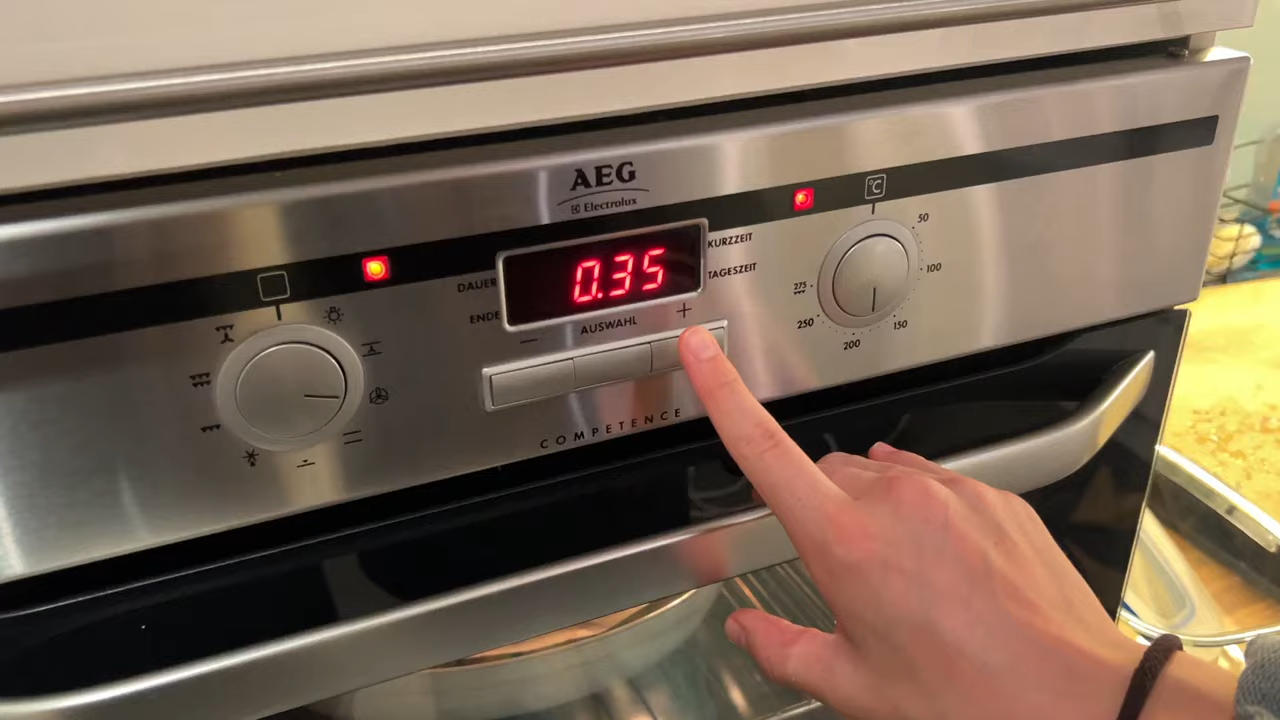 AEG
Electrolux
DAUER
ENDE
0.35
KURZZEIT
TAGESZEIT
− AUSWAHL +
COMPETENCE
°C
50
100
150
200
250
275